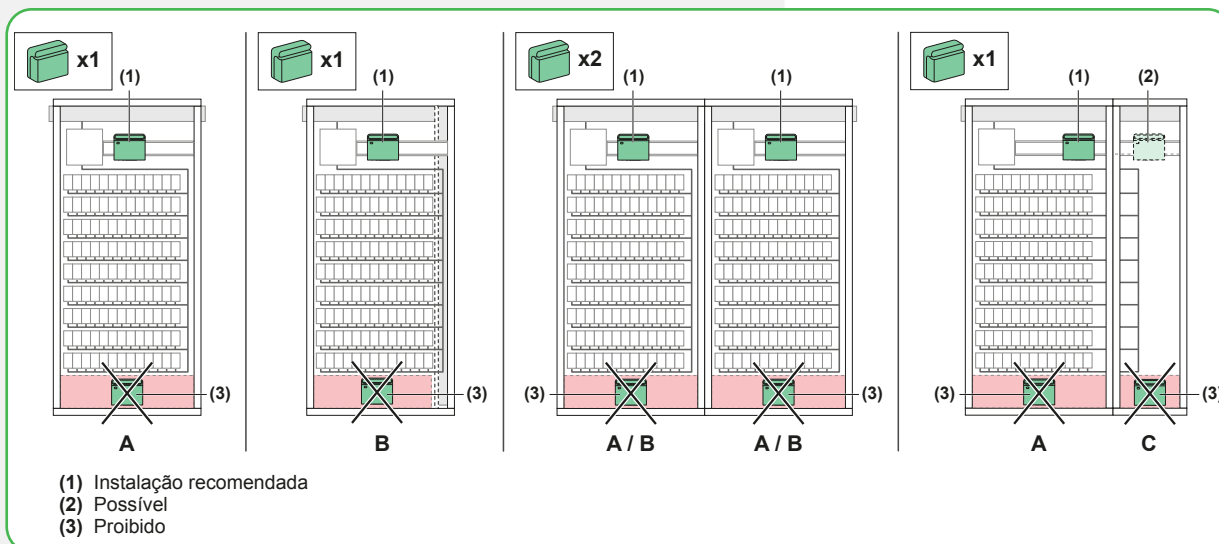 x1
x1
x2
x1
(1)
(1)
(1)
(1)
(1)
(2)
(3)
(3)
(3)
(3)
(3)
(3)
A
B
A / B
A / B
A
C
(1) Instalação recomendada
(2) Possível
(3) Proibido